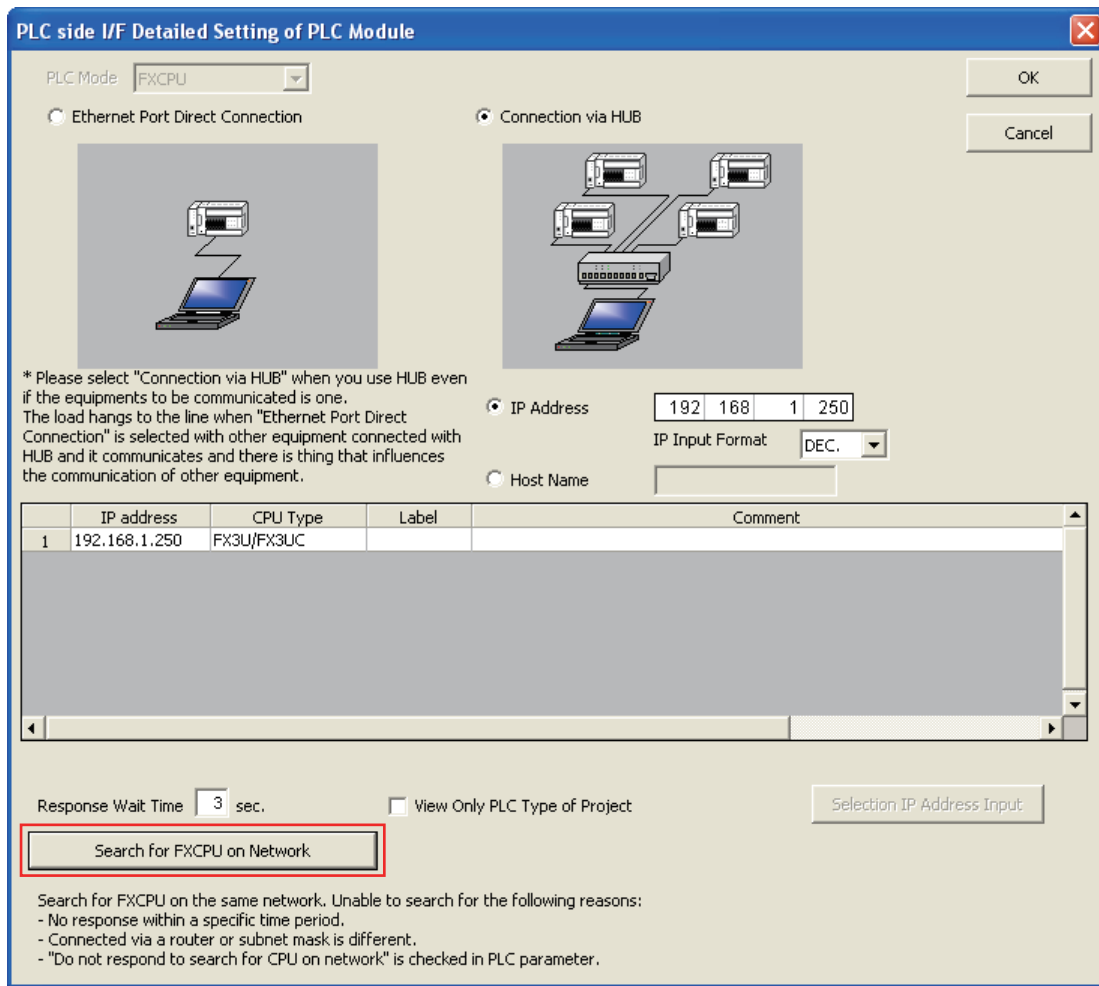 PLC side I/F Detailed Setting of PLC Module
PLC Mode FXCPU
OK
Ethernet Port Direct Connection
Connection via HUB
Cancel
* Please select "Connection via HUB" when you use HUB even
if the equipments to be communicated is one.
The load hangs to the line when "Ethernet Port Direct
Connection" is selected with other equipment connected with
HUB and it communicates and there is thing that influences
the communication of other equipment.
IP Address 192 168 1 250
IP Input Format DEC.
Host Name
IP address CPU Type Label Comment
1 192.168.1.250 FX3U/FX3UC
Response Wait Time 3 sec.
View Only PLC Type of Project
Selection IP Address Input
Search for FXCPU on Network
Search for FXCPU on the same network. Unable to search for the following reasons:
- No response within a specific time period.
- Connected via a router or subnet mask is different.
- "Do not respond to search for CPU on network" is checked in PLC parameter.